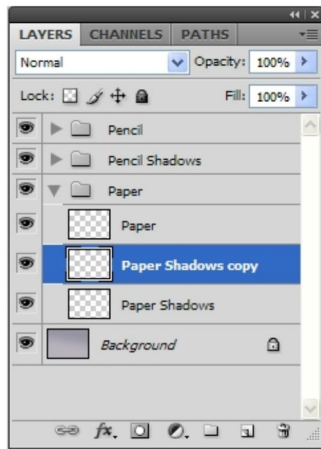 LAYERS CHANNELS PATHS
Normal Opacity: 100%
Lock: Fill: 100%
Pencil
Pencil Shadows
Paper
Paper
Paper Shadows copy
Paper Shadows
Background
fx.